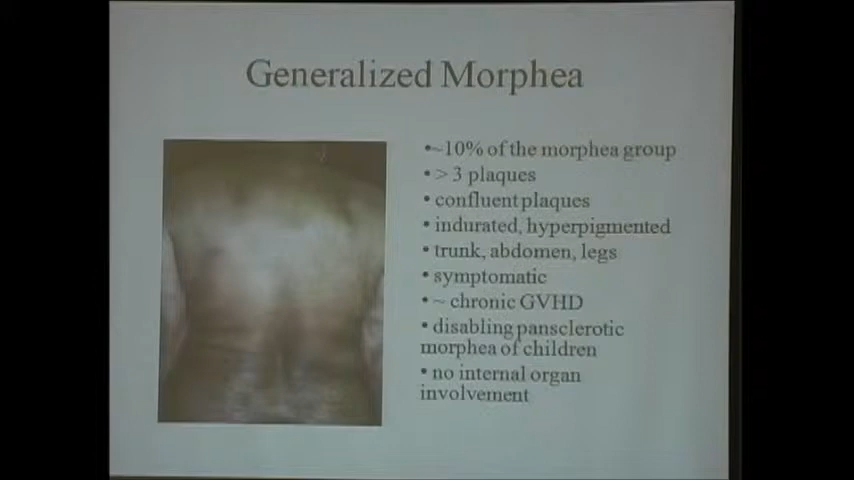 Generalized Morphea
•~10% of the morphea group
• > 3 plaques
• confluent plaques
• indurated, hyperpigmented
• trunk, abdomen, legs
• symptomatic
• ~ chronic GVHD
• disabling pansclerotic
morphea of children
• no internal organ
involvement